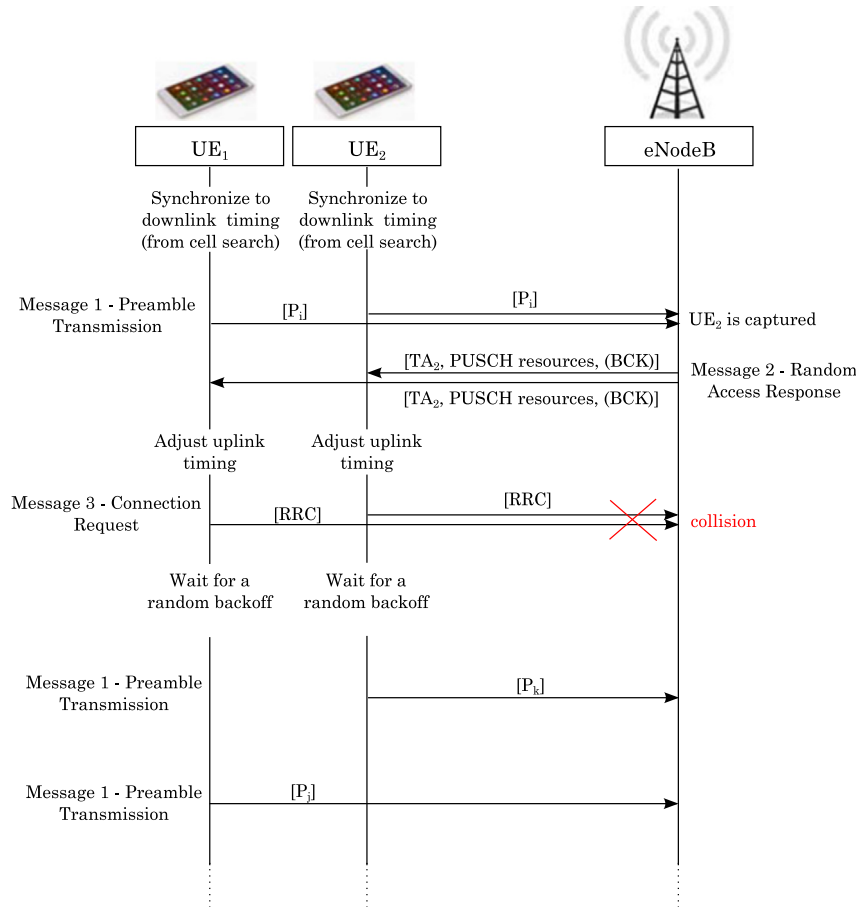 UE₁
UE₂
eNodeB
Synchronize to
downlink timing
(from cell search)
Synchronize to
downlink timing
(from cell search)
Message 1 - Preamble
Transmission
[Pᵢ]
[Pᵢ]
UE₂ is captured
[TA₂, PUSCH resources, (BCK)]
[TA₂, PUSCH resources, (BCK)]
Message 2 - Random
Access Response
Adjust uplink
timing
Adjust uplink
timing
Message 3 - Connection
Request
[RRC]
[RRC]
collision
Wait for a
random backoff
Wait for a
random backoff
Message 1 - Preamble
Transmission
[Pₖ]
Message 1 - Preamble
Transmission
[Pⱼ]